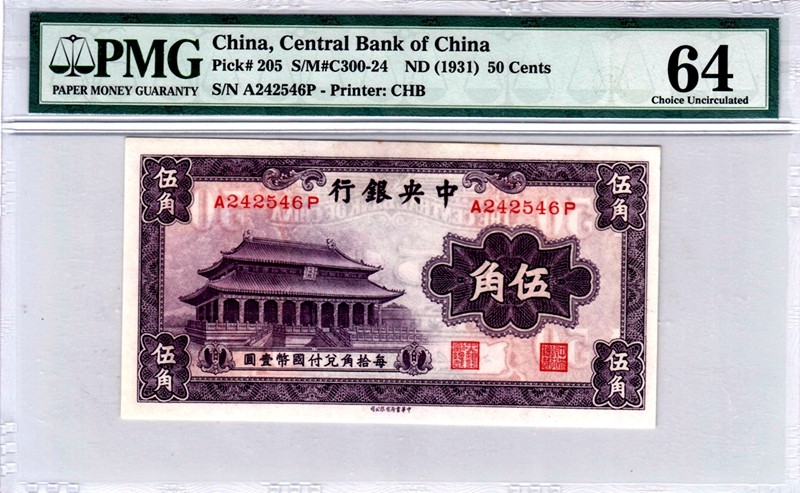 PMG
PAPER MONEY GUARANTY
China, Central Bank of China
Pick# 205 S/M#C300-24 ND (1931) 50 Cents
S/N A242546P - Printer: CHB
64
Choice Uncirculated
伍角
伍角
中央銀行
A242546P
A242546P
伍角
伍角
伍角
每拾角兌付國幣壹圓